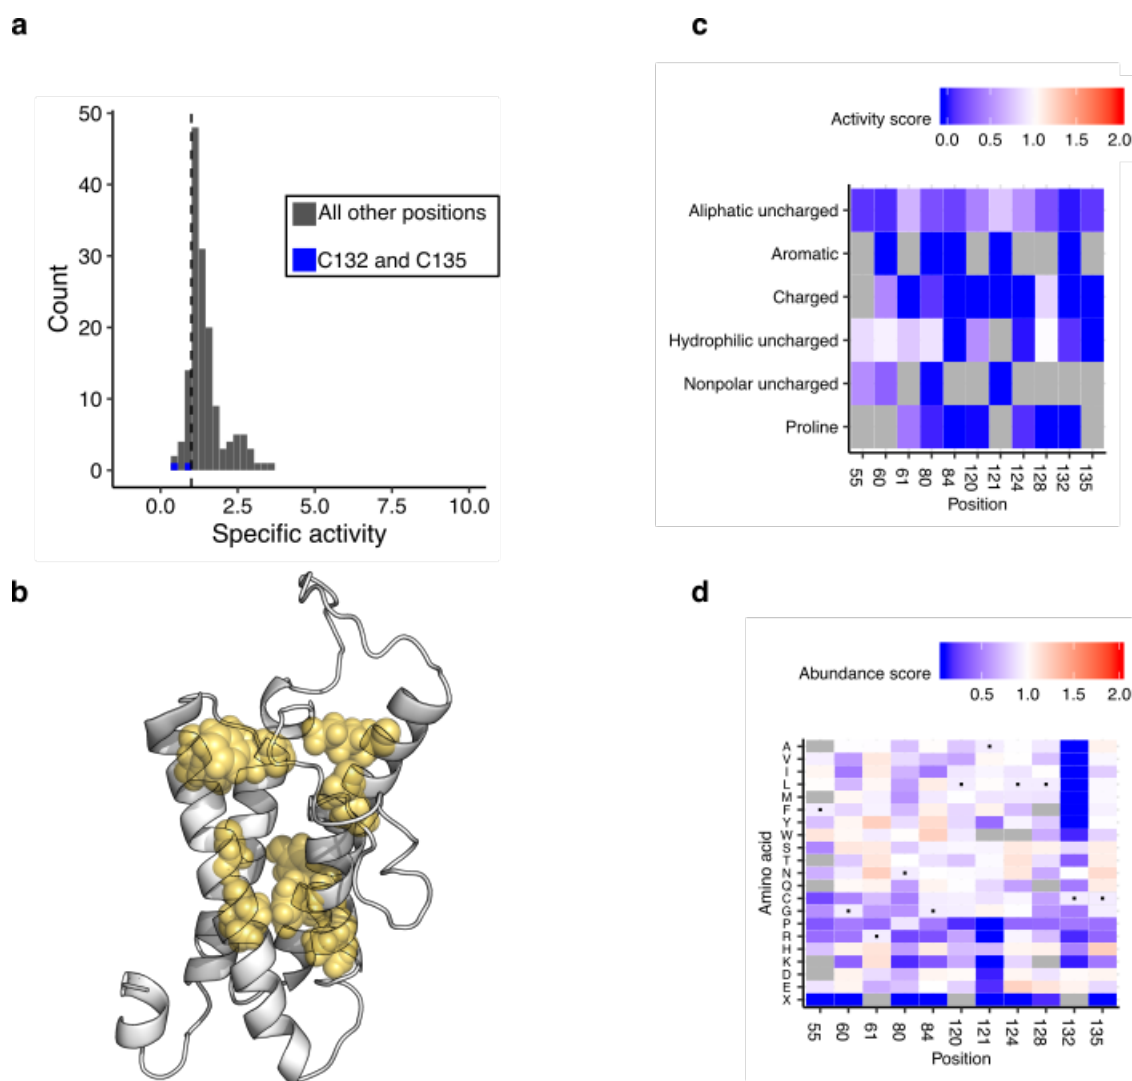 a
50
40
30
20
10
0
Count
All other positions
C132 and C135
0.0 2.5 5.0 7.5 10.0
Specific activity
b
c
Activity score
0.0 0.5 1.0 1.5 2.0
Aliphatic uncharged
Aromatic
Charged
Hydrophilic uncharged
Nonpolar uncharged
Proline
55 60 61 80 84 120 121 124 128 132 135
Position
d
Abundance score
0.5 1.0 1.5 2.0
Amino acid
A
V
I
L
M
F
Y
W
S
T
N
Q
C
G
P
R
H
K
D
E
X
55 60 61 80 84 120 121 124 128 132 135
Position